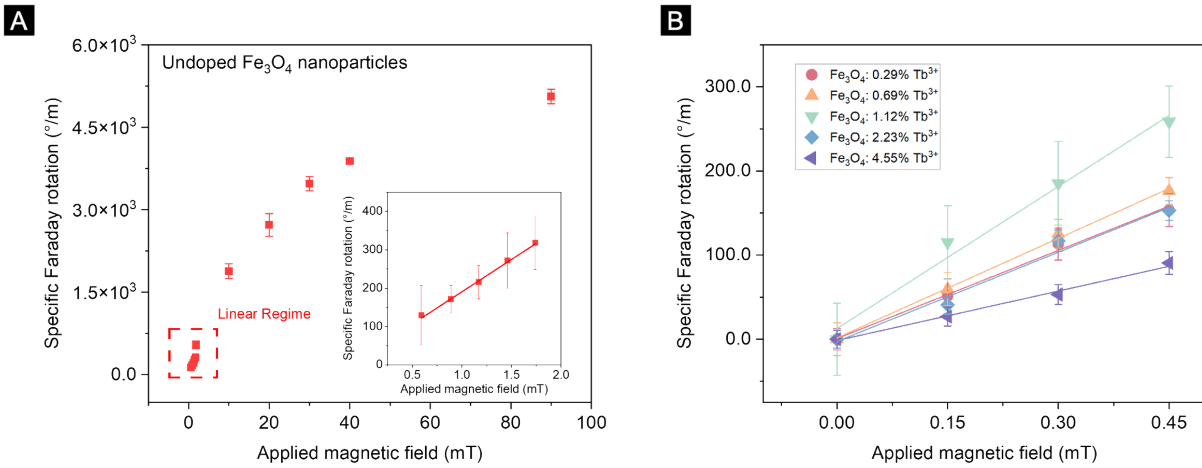 A
Undoped Fe₃O₄ nanoparticles
Specific Faraday rotation (°/m)
6.0×10³
4.5×10³
3.0×10³
1.5×10³
0.0
Linear Regime
0
20
40
60
80
100
Applied magnetic field (mT)
Specific Faraday rotation (°/m)
400
300
200
100
0
0.5
1.0
1.5
2.0
Applied magnetic field (mT)
B
Specific Faraday rotation (°/m)
300.0
200.0
100.0
0.0
Fe₃O₄: 0.29% Tb³⁺
Fe₃O₄: 0.69% Tb³⁺
Fe₃O₄: 1.12% Tb³⁺
Fe₃O₄: 2.23% Tb³⁺
Fe₃O₄: 4.55% Tb³⁺
0.00
0.15
0.30
0.45
Applied magnetic field (mT)